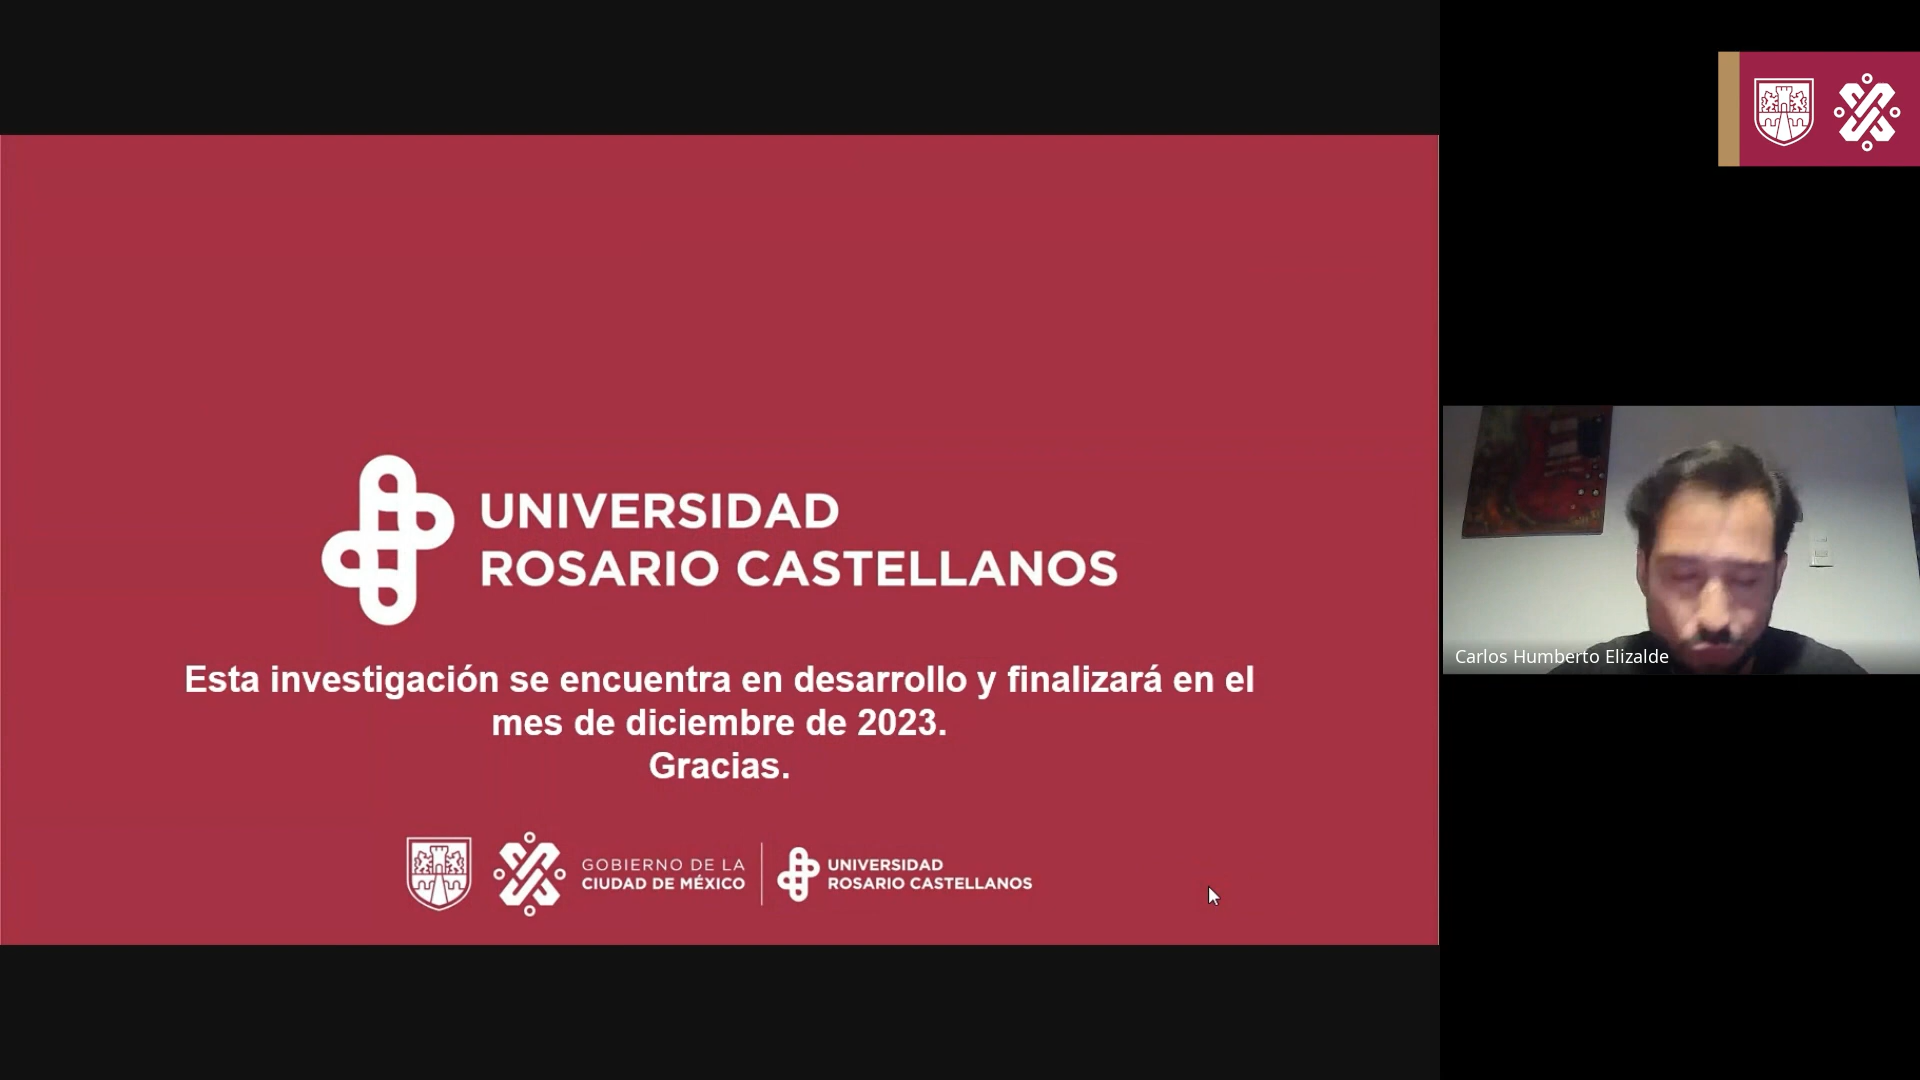 UNIVERSIDAD
ROSARIO CASTELLANOS
Esta investigación se encuentra en desarrollo y finalizará en el
mes de diciembre de 2023.
Gracias.
GOBIERNO DE LA
CIUDAD DE MÉXICO
UNIVERSIDAD
ROSARIO CASTELLANOS
Carlos Humberto Elizalde